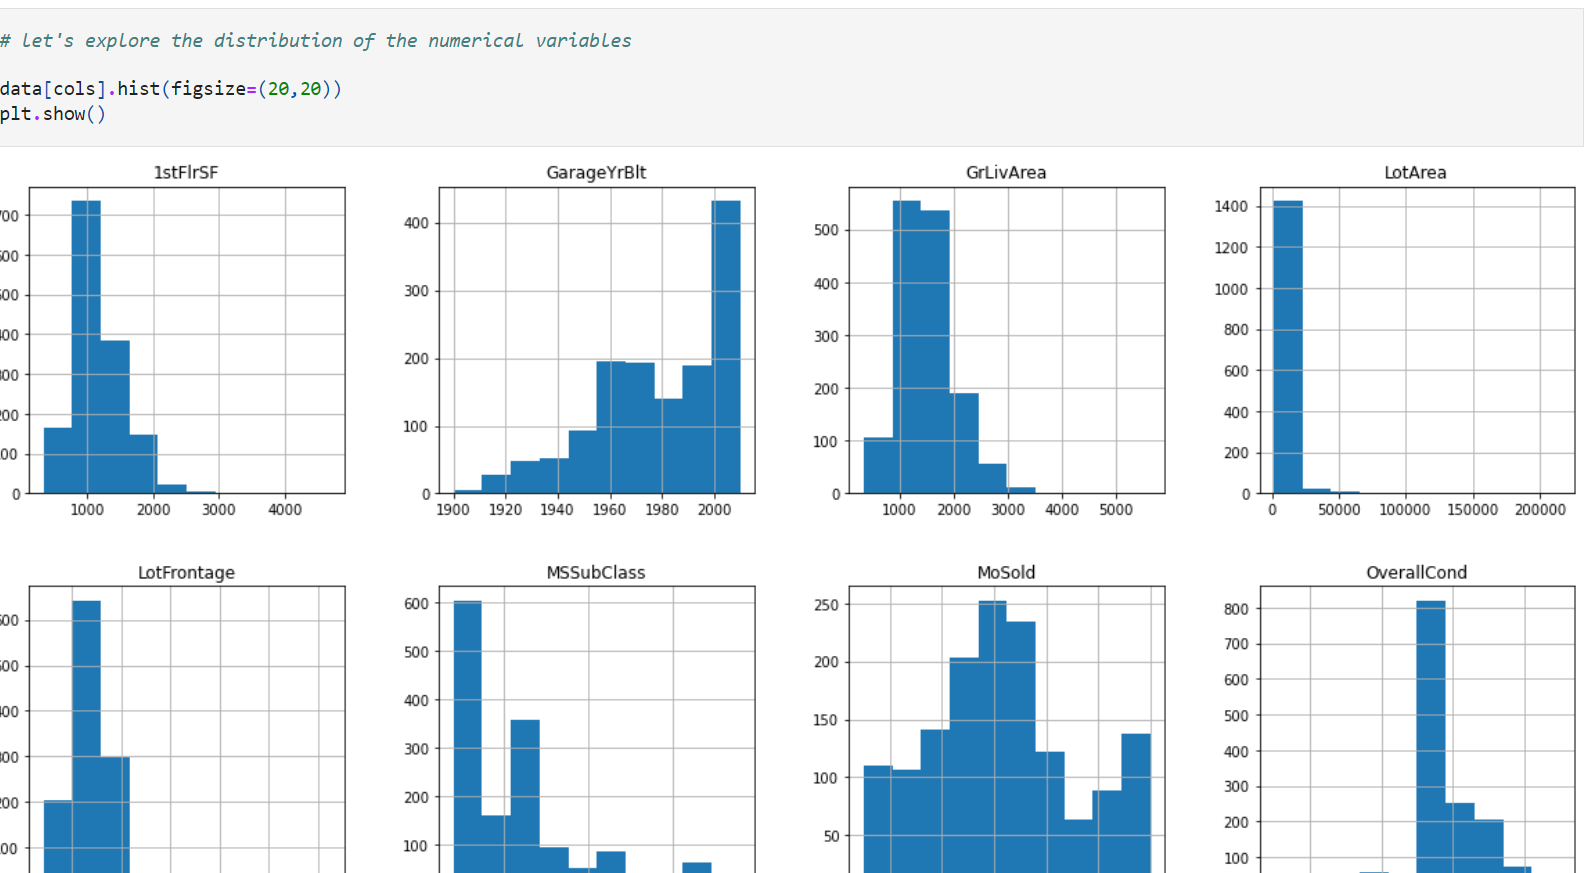 # let's explore the distribution of the numerical variables
data[cols].hist(figsize=(20,20))
plt.show()
1stFlrSF GarageYrBlt GrLivArea LotArea
400 500 1400
300 400 1200
200 300 1000
100 200 800
0 100 600
0 400
200
0
0
1000 2000 3000 4000
1900 1920 1940 1960 1980 2000
1000 2000 3000 4000 5000
0 50000 100000 150000 200000
LotFrontage MSSubClass MoSold OverallCond
600 250 800
500 200 700
400 150 600
300 100 500
200 50 400
100 300
200
100